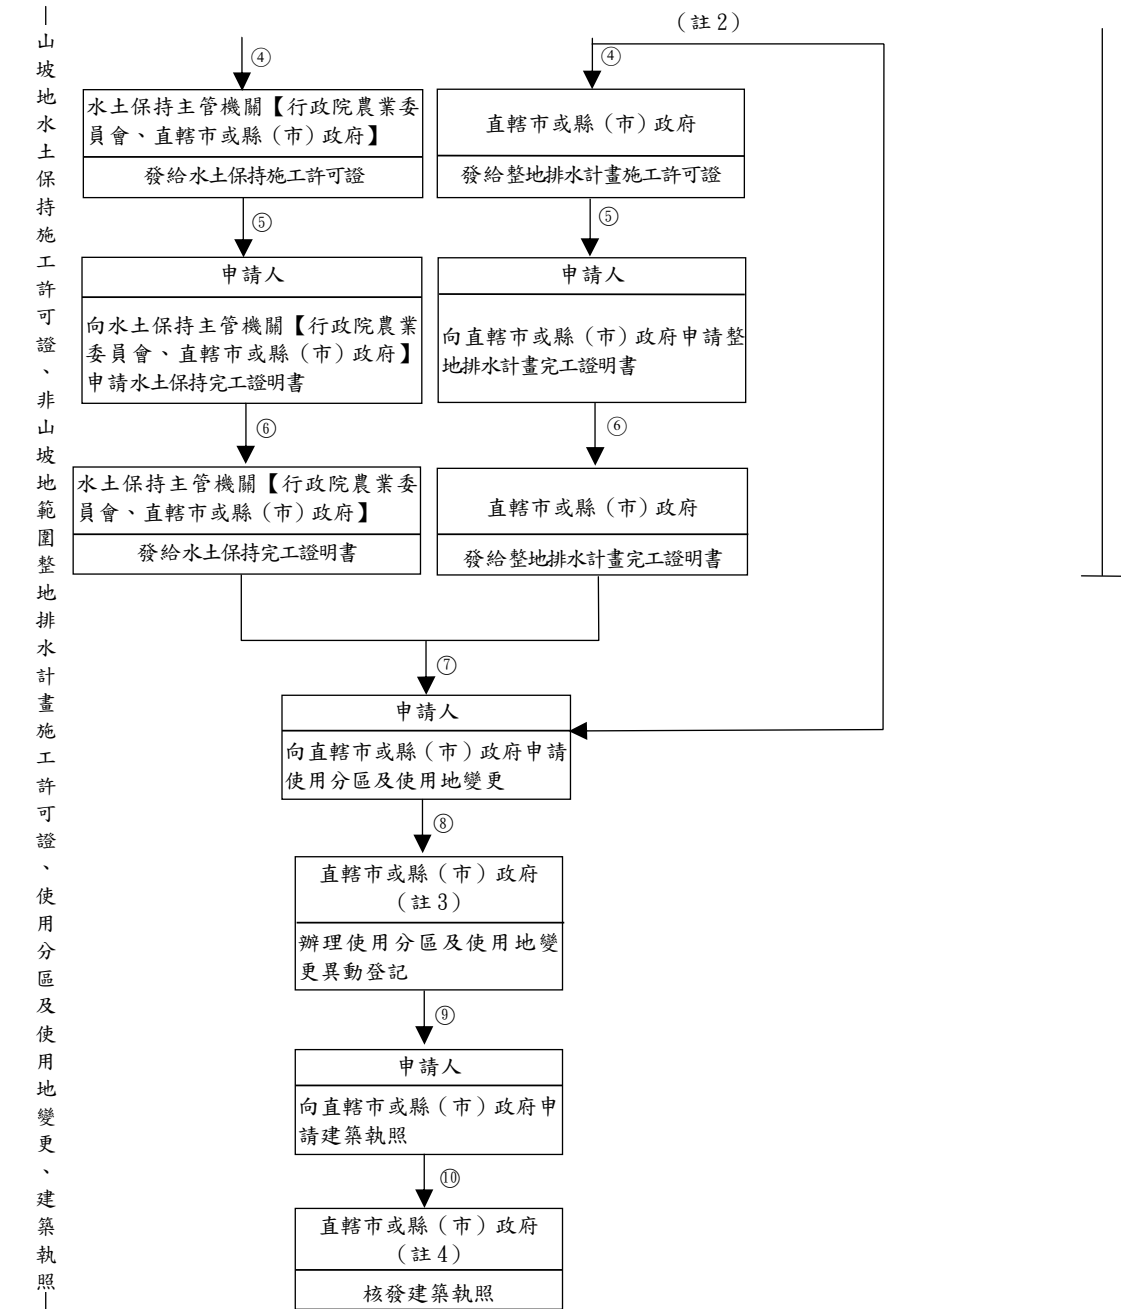 ｜山坡地水土保持施工許可證、非山坡地範圍整地排水計畫施工許可證、使用分區及使用地變更、建築執照｜
（註2）
④
④
水土保持主管機關【行政院農業委
員會、直轄市或縣（市）政府】
發給水土保持施工許可證
直轄市或縣（市）政府
發給整地排水計畫施工許可證
⑤
⑤
申請人
向水土保持主管機關【行政院農業
委員會、直轄市或縣（市）政府】
申請水土保持完工證明書
申請人
向直轄市或縣（市）政府申請整
地排水計畫完工證明書
⑥
⑥
水土保持主管機關【行政院農業委
員會、直轄市或縣（市）政府】
發給水土保持完工證明書
直轄市或縣（市）政府
發給整地排水計畫完工證明書
⑦
申請人
向直轄市或縣（市）政府申請
使用分區及使用地變更
⑧
直轄市或縣（市）政府
（註3）
辦理使用分區及使用地變
更異動登記
⑨
申請人
向直轄市或縣（市）政府申
請建築執照
⑩
直轄市或縣（市）政府
（註4）
核發建築執照